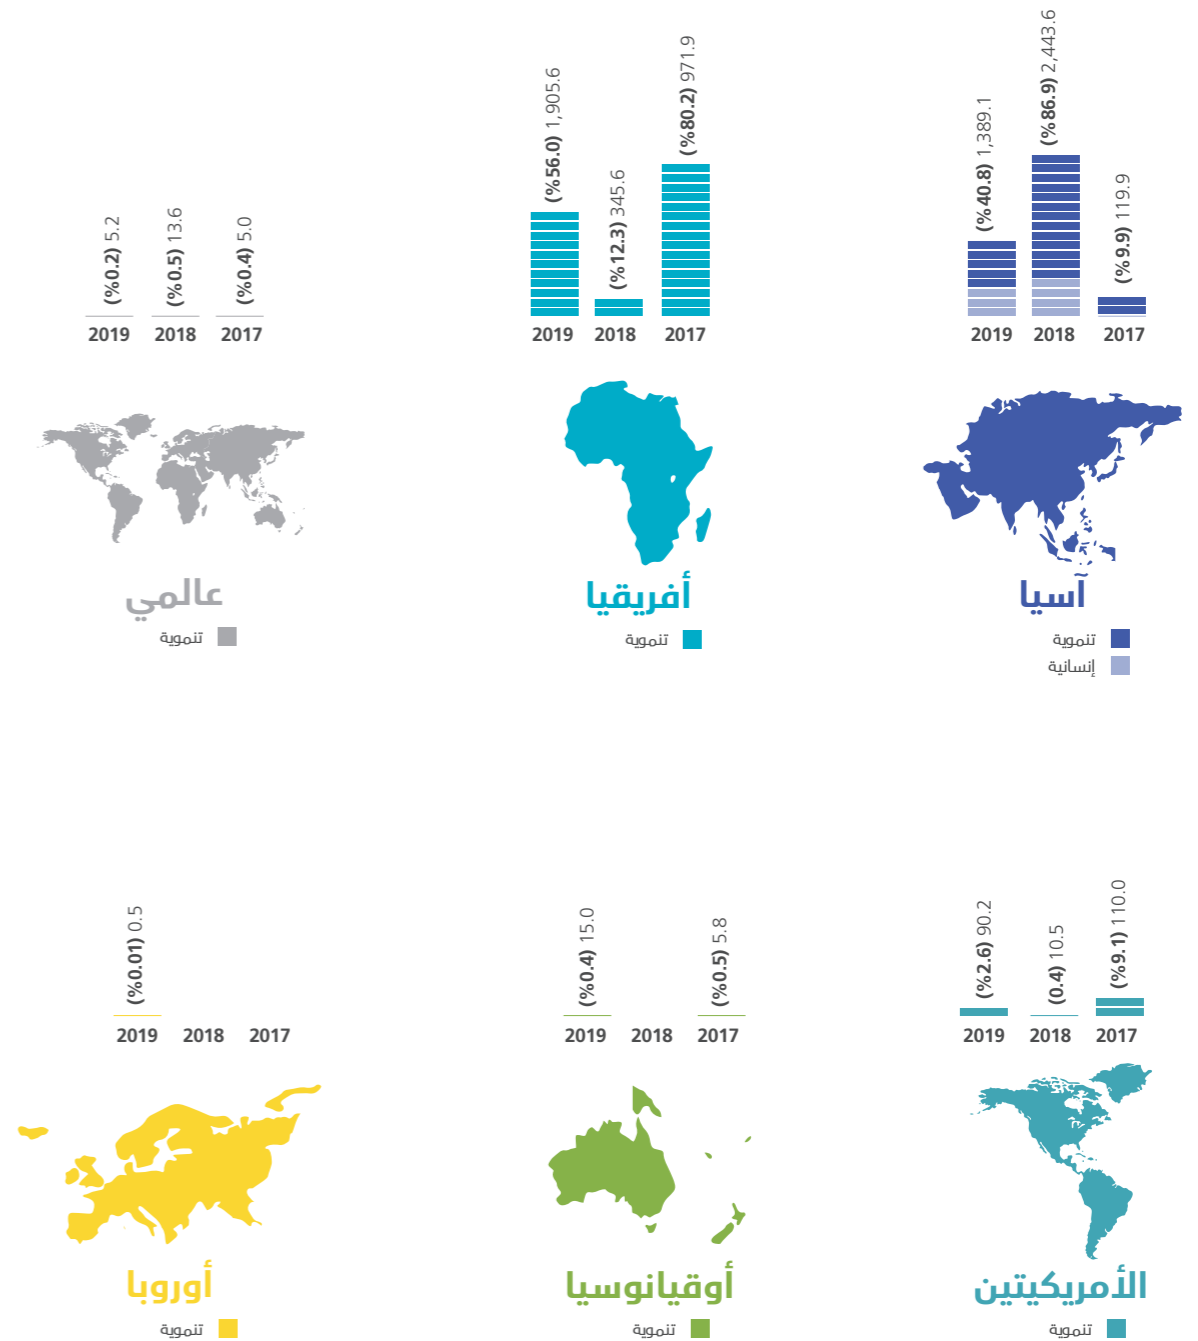 (%40.8) 1,389.1
(%86.9) 2,443.6
(%9.9) 119.9
2019 2018 2017
آسيا
تنموية
إنسانية
(%56.0) 1,905.6
(%12.3) 345.6
(%80.2) 971.9
2019 2018 2017
أفريقيا
تنموية
(%0.2) 5.2
(%0.5) 13.6
(%0.4) 5.0
2019 2018 2017
عالمي
تنموية
(%2.6) 90.2
(0.4) 10.5
(%9.1) 110.0
2019 2018 2017
الأمريكيتين
تنموية
(%0.4) 15.0
(%0.5) 5.8
2019 2018 2017
أوقيانوسيا
تنموية
(%0.01) 0.5
2019 2018 2017
أوروبا
تنموية